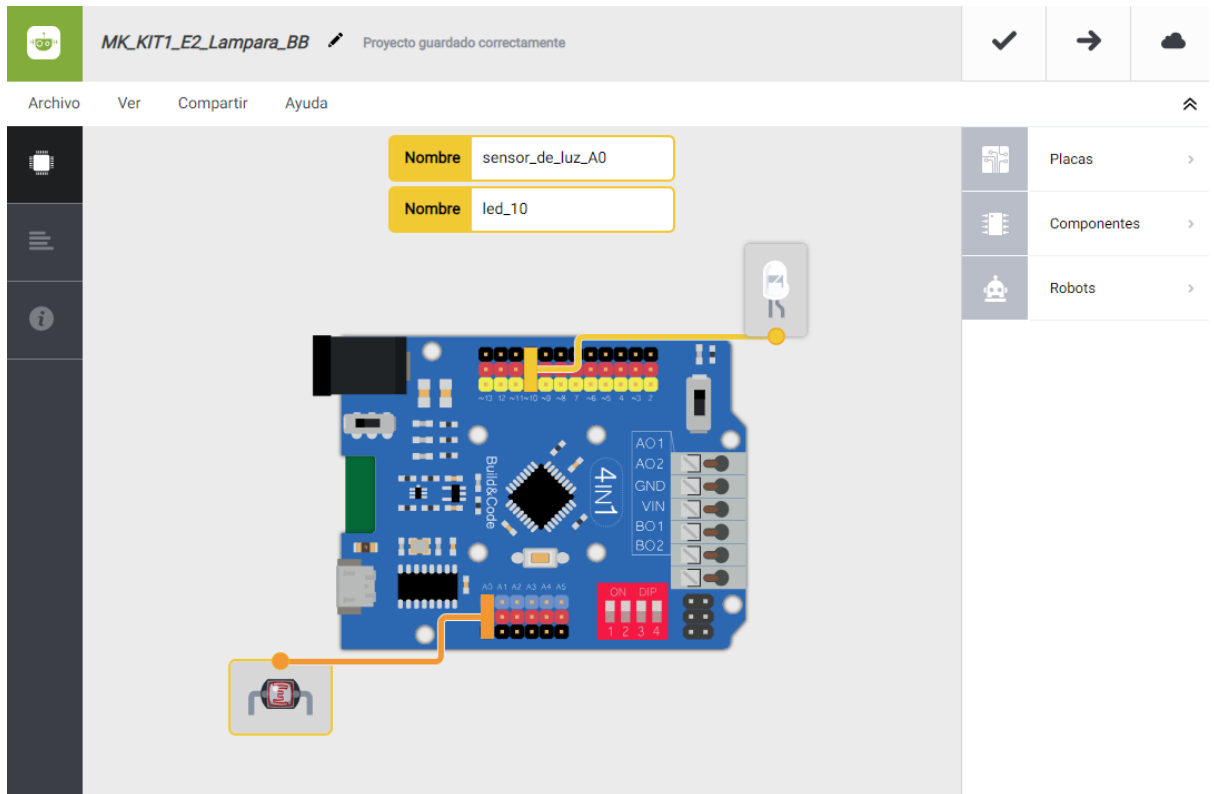 MK_KIT1_E2_Lampara_BB Proyecto guardado correctamente
Archivo Ver Compartir Ayuda
Nombre sensor_de_luz_A0
Nombre led_10
Placas
Componentes
Robots
~13 12 ~11 ~10 ~9 ~8 7 ~6 ~5 4 ~3 2
AO1
AO2
GND
VIN
BO1
BO2
Build&Code
4IN1
A0 A1 A2 A3 A4 A5
ON DIP
1 2 3 4